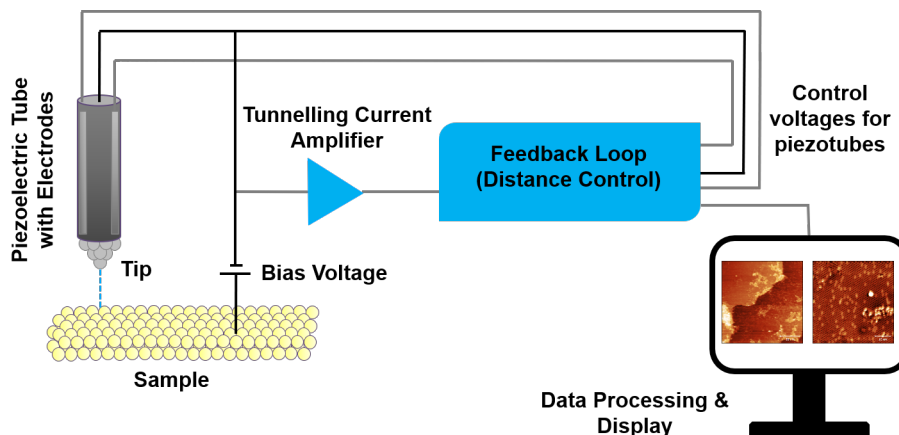 Piezoelectric Tube
with Electrodes
Tunnelling Current
Amplifier
Feedback Loop
(Distance Control)
Control
voltages for
piezotubes
Tip
Bias Voltage
Sample
Data Processing &
Display